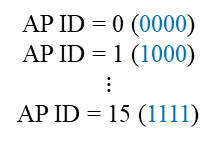 AP ID = 0 (0000)
AP ID = 1 (1000)
⋮
AP ID = 15 (1111)